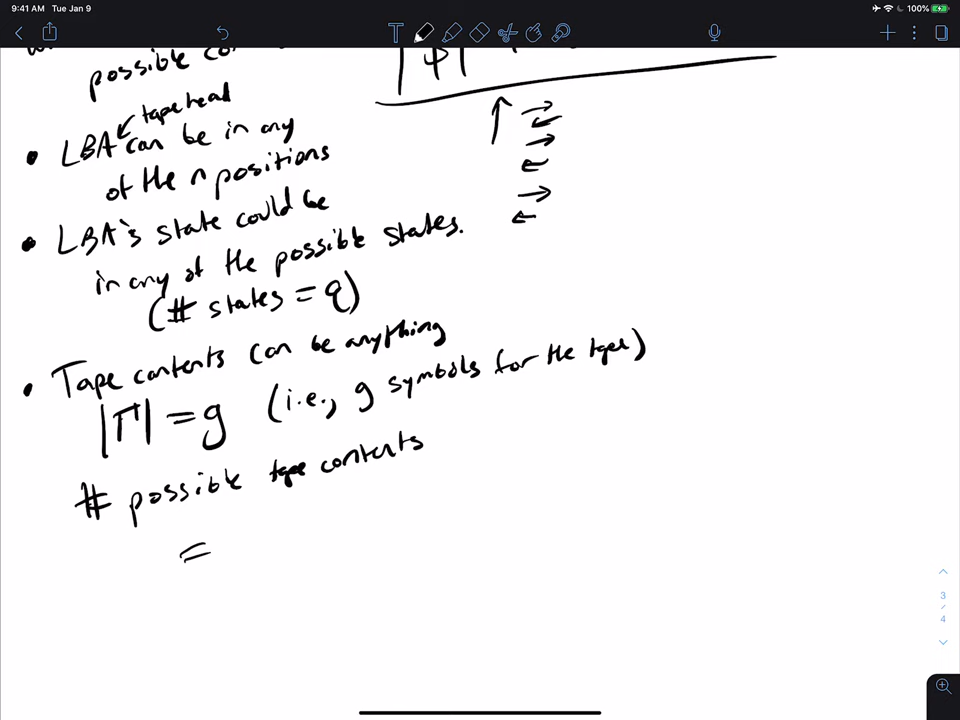 9:41 AM Tue Jan 9
100%
possible
tape head
• LBA can be in any
of the n positions
• LBA's state could be
in any of the possible states.
(# states = q)
• Tape contents can be anything
|Γ| = g (i.e., g symbols for the tape)
# possible tape contents
=
3
/
4